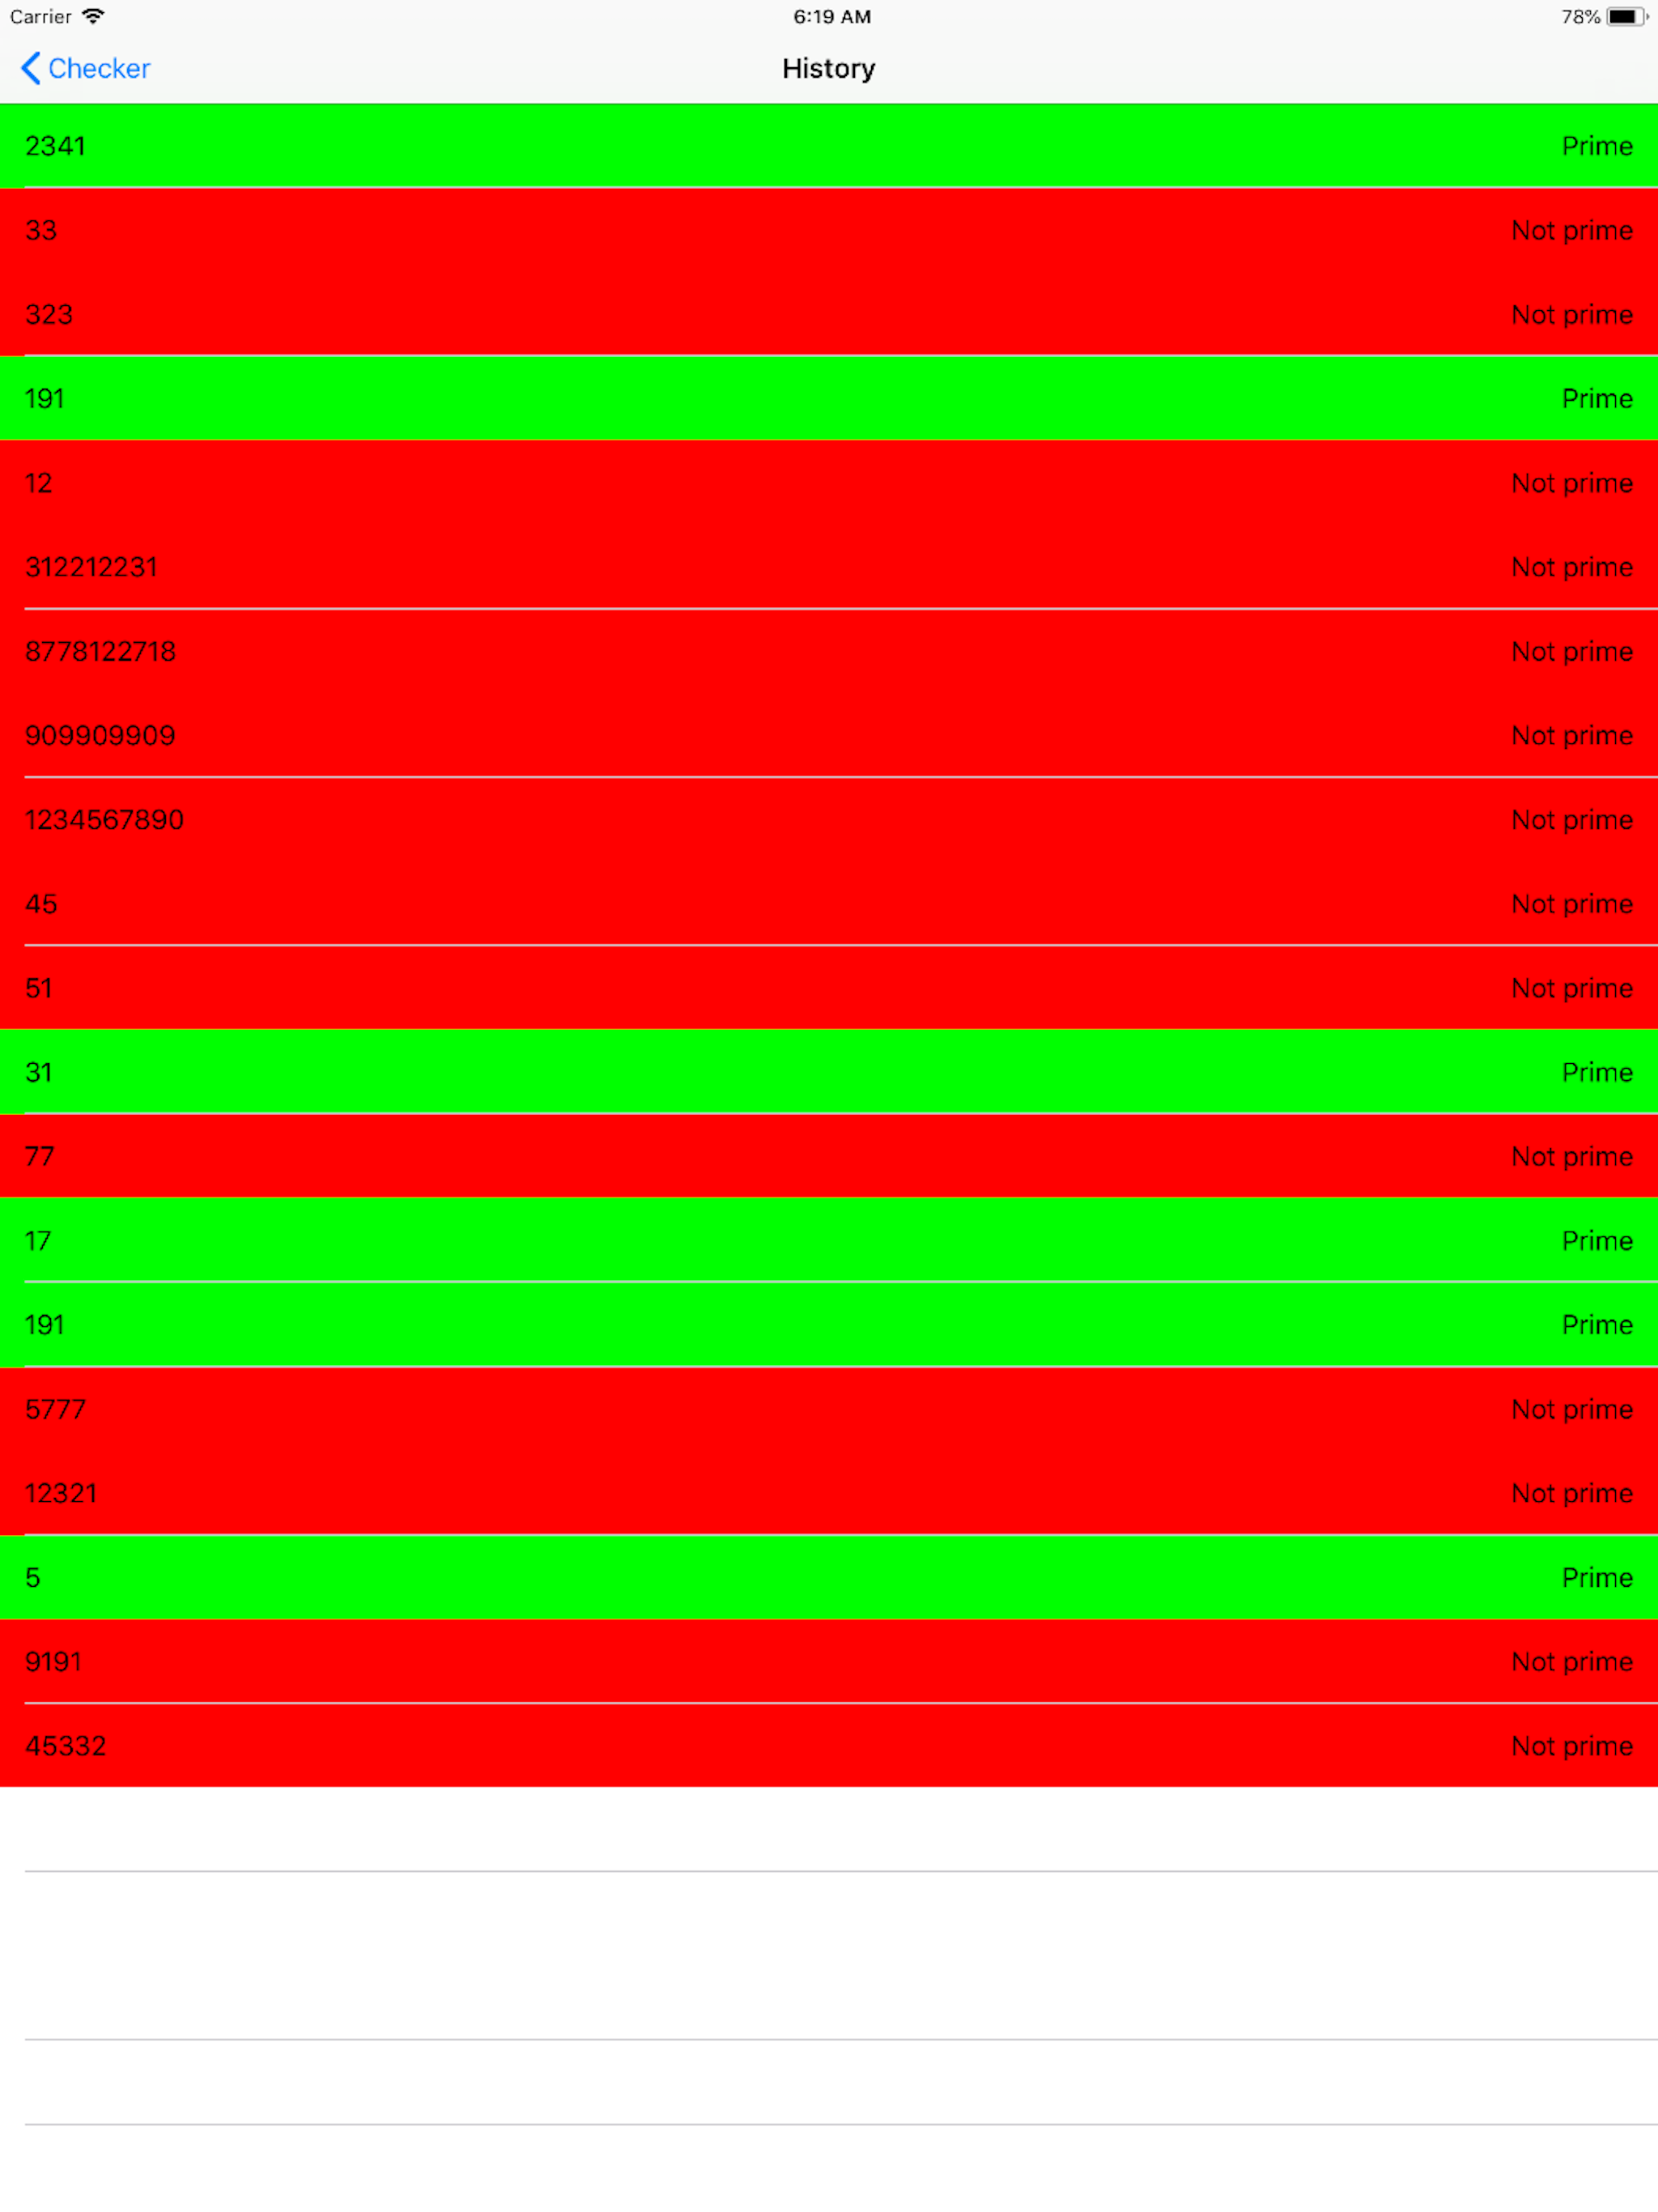 Carrier 6:19 AM 78%
Checker History
2341 Prime
33 Not prime
323 Not prime
191 Prime
12 Not prime
312212231 Not prime
8778122718 Not prime
909909909 Not prime
1234567890 Not prime
45 Not prime
51 Not prime
31 Prime
77 Not prime
17 Prime
191 Prime
5777 Not prime
12321 Not prime
5 Prime
9191 Not prime
45332 Not prime